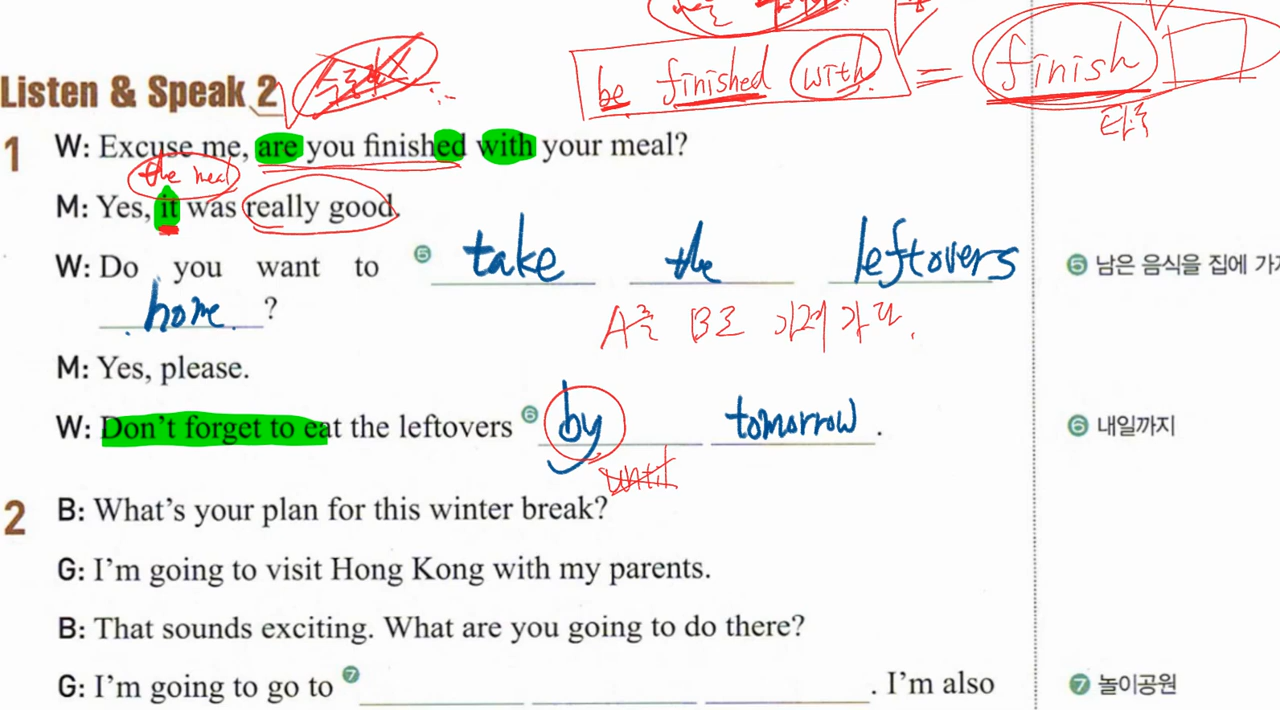 be finished with = finish
타동
Listen & Speak 2
1 W: Excuse me, are you finished with your meal?
the meal
M: Yes, it was really good.
W: Do you want to ⑤ take the leftovers
⑤ 남은 음식을 집에 가
home ?
A를 B로 가져가다.
M: Yes, please.
W: Don't forget to eat the leftovers ⑥ by tomorrow.
⑥ 내일까지
until
2 B: What's your plan for this winter break?
G: I'm going to visit Hong Kong with my parents.
B: That sounds exciting. What are you going to do there?
G: I'm going to go to ⑦ . I'm also
⑦ 놀이공원